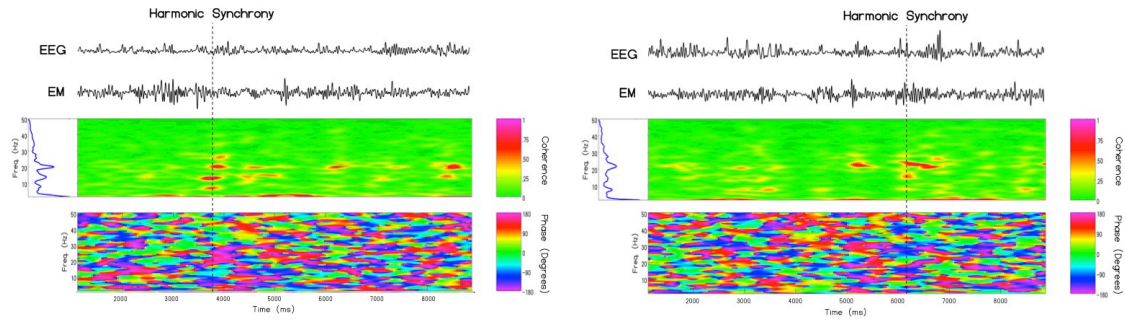 Harmonic Synchrony
EEG
EM
50
40
30
20
10
Freq. (Hz)
1
.75
.5
.25
0
Coherence
50
40
30
20
10
Freq. (Hz)
180
90
0
-90
-180
Phase (Degrees)
2000 3000 4000 5000 6000 7000 8000
Time (ms)
Harmonic Synchrony
EEG
EM
50
40
30
20
10
Freq. (Hz)
1
.75
.5
.25
0
Coherence
50
40
30
20
10
Freq. (Hz)
180
90
0
-90
-180
Phase (Degrees)
2000 3000 4000 5000 6000 7000 8000
Time (ms)